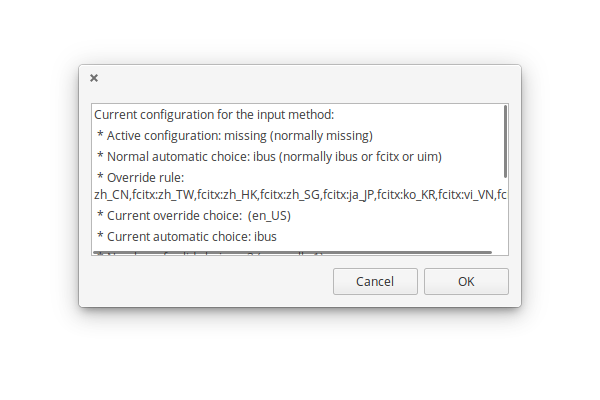 Current configuration for the input method:
* Active configuration: missing (normally missing)
* Normal automatic choice: ibus (normally ibus or fcitx or uim)
* Override rule:
zh_CN,fcitx:zh_TW,fcitx:zh_HK,fcitx:zh_SG,fcitx:ja_JP,fcitx:ko_KR,fcitx:vi_VN,fc
* Current override choice: (en_US)
* Current automatic choice: ibus
Cancel
OK